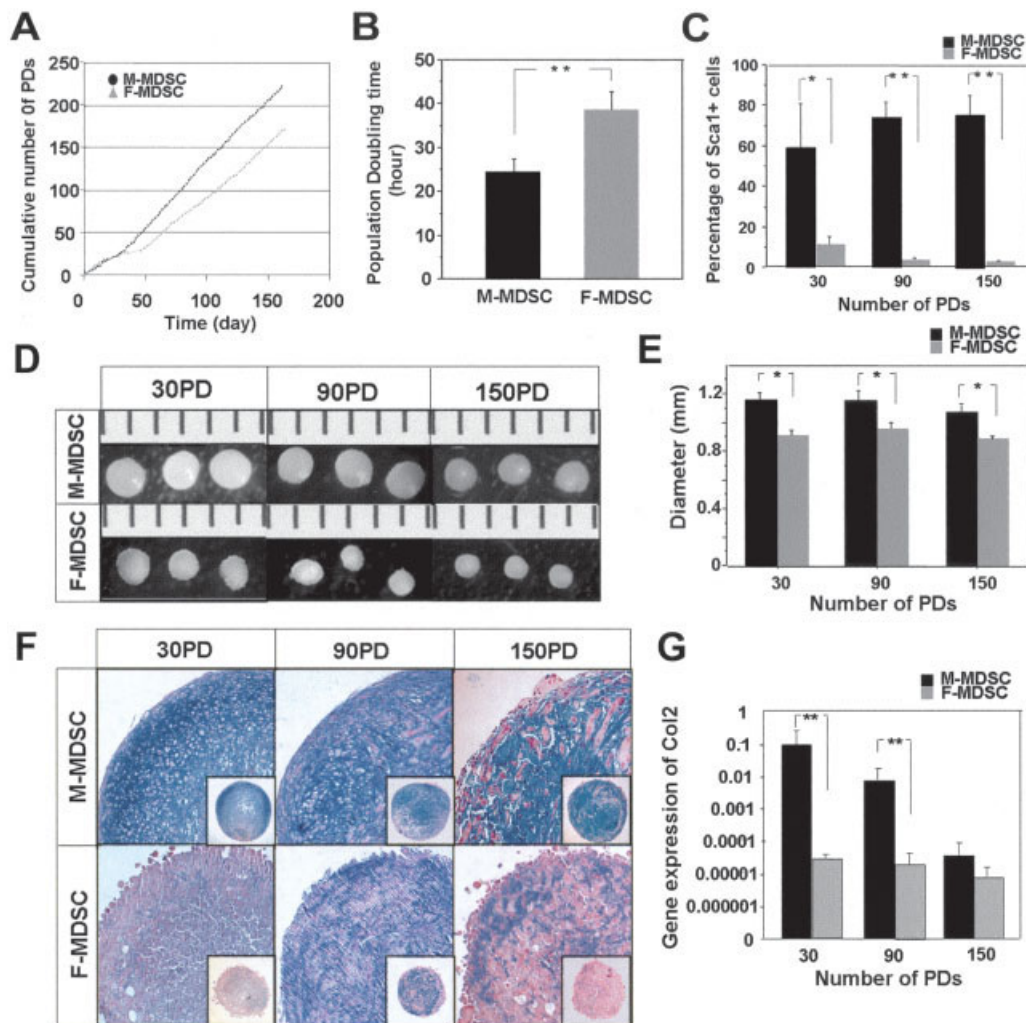 A
Cumulative number 0f PDs
250
200
150
100
50
0
M-MDSC
F-MDSC
0 50 100 150 200
Time (day)
B
Population Doubling time
(hour)
50
40
30
20
10
0
**
M-MDSC F-MDSC
C
M-MDSC
F-MDSC
Percentage of Sca1+ cells
100
80
60
40
20
0
* ** **
30 90 150
Number of PDs
D
30PD 90PD 150PD
M-MDSC
F-MDSC
E
M-MDSC
F-MDSC
Diameter (mm)
1.2
0.8
0.4
0
* * *
30 90 150
Number of PDs
F
30PD 90PD 150PD
M-MDSC
F-MDSC
G
M-MDSC
F-MDSC
Gene expression of Col2
1
0.1
0.01
0.001
0.0001
0.00001
0.000001
0
** **
30 90 150
Number of PDs